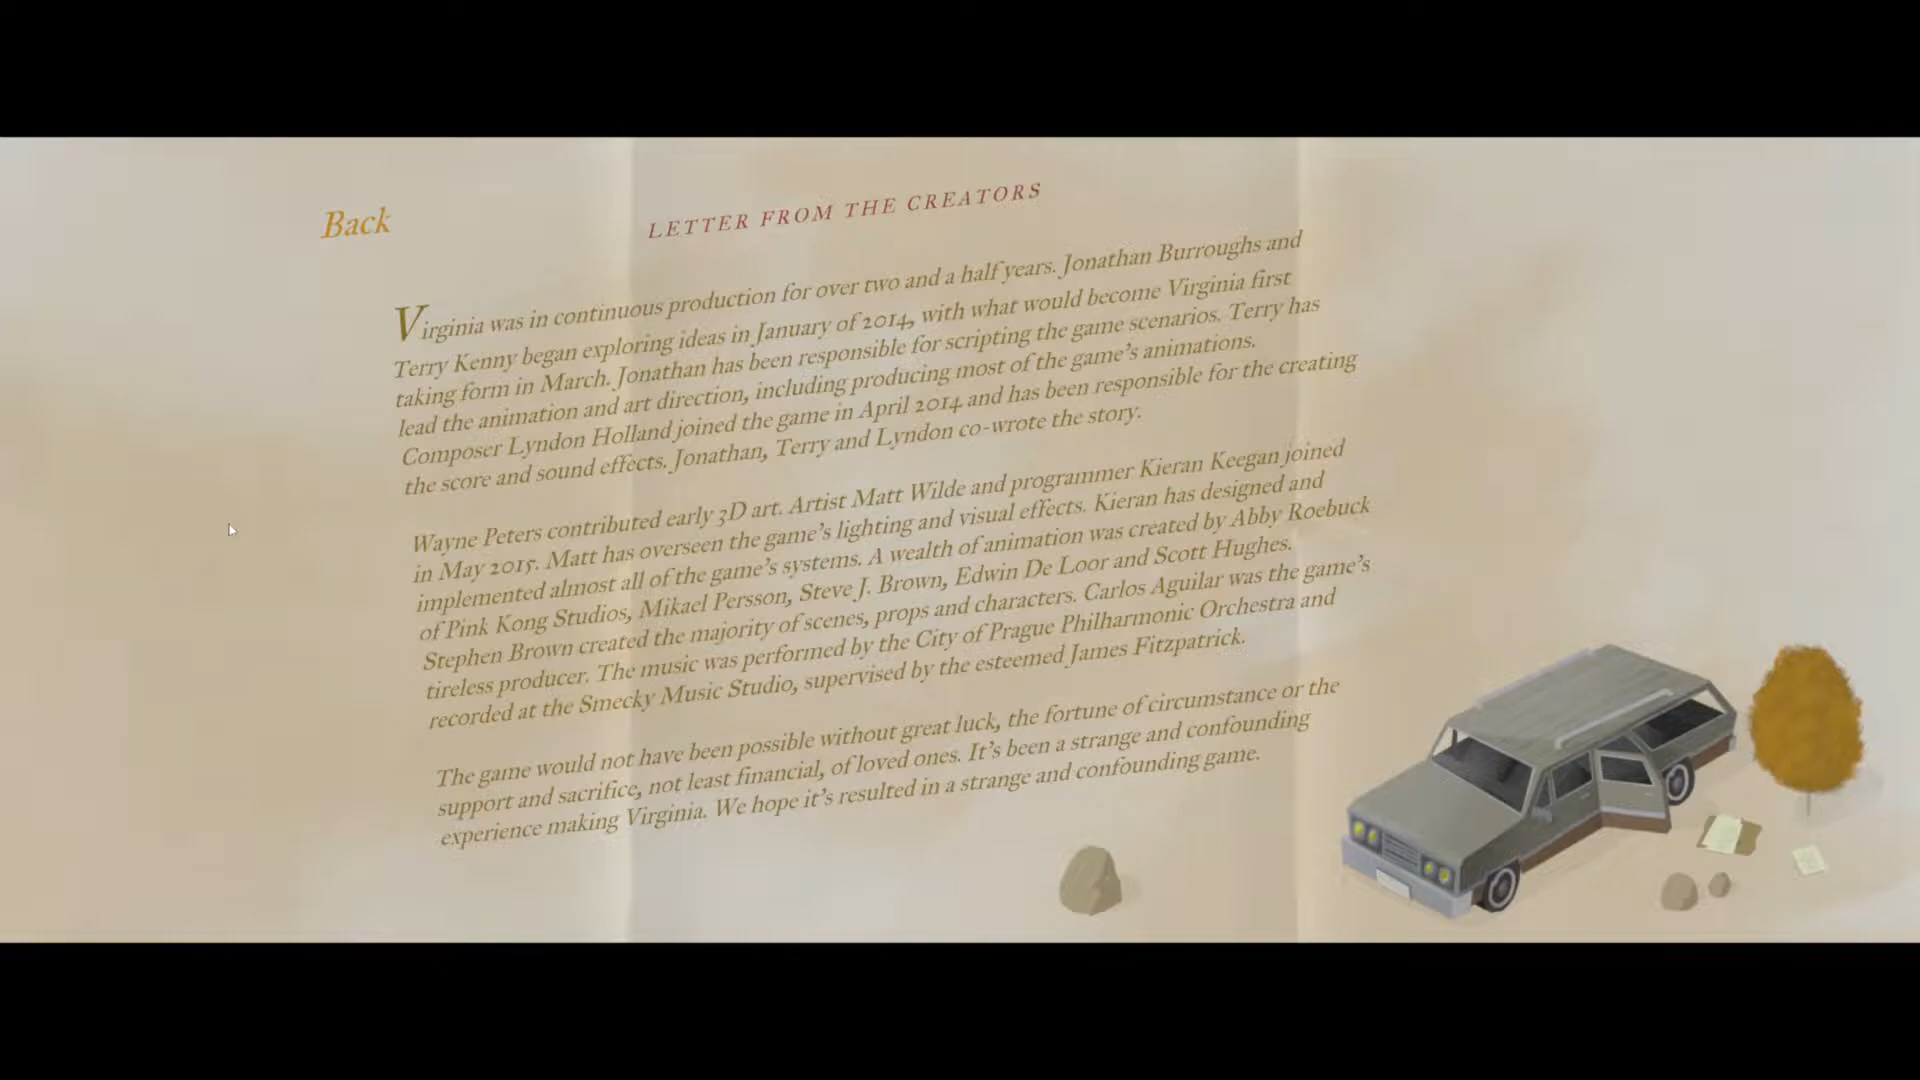 Back
LETTER FROM THE CREATORS
Virginia was in continuous production for over two and a half years. Jonathan Burroughs and
Terry Kenny began exploring ideas in January of 2014, with what would become Virginia first
taking form in March. Jonathan has been responsible for scripting the game scenarios. Terry has
lead the animation and art direction, including producing most of the game's animations.
Composer Lyndon Holland joined the game in April 2014 and has been responsible for the creating
the score and sound effects. Jonathan, Terry and Lyndon co-wrote the story.
Wayne Peters contributed early 3D art. Artist Matt Wilde and programmer Kieran Keegan joined
in May 2015. Matt has overseen the game's lighting and visual effects. Kieran has designed and
implemented almost all of the game's systems. A wealth of animation was created by Abby Roebuck
of Pink Kong Studios, Mikael Persson, Steve J. Brown, Edwin De Loor and Scott Hughes.
Stephen Brown created the majority of scenes, props and characters. Carlos Aguilar was the game's
tireless producer. The music was performed by the City of Prague Philharmonic Orchestra and
recorded at the Smecky Music Studio, supervised by the esteemed James Fitzpatrick.
The game would not have been possible without great luck, the fortune of circumstance or the
support and sacrifice, not least financial, of loved ones. It's been a strange and confounding
experience making Virginia. We hope it's resulted in a strange and confounding game.